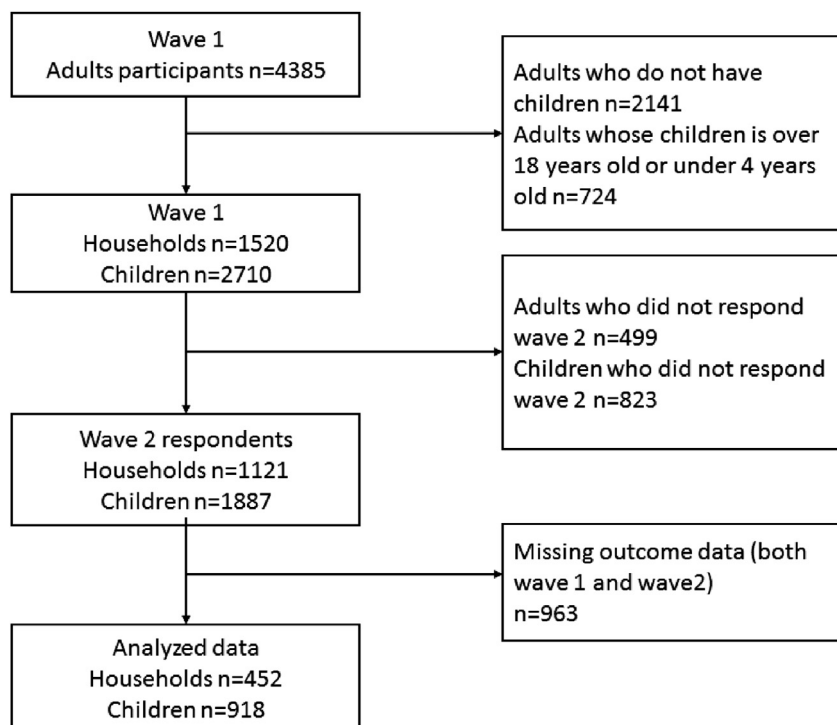 Wave 1
Adults participants n=4385
Adults who do not have
children n=2141
Adults whose children is over
18 years old or under 4 years
old n=724
Wave 1
Households n=1520
Children n=2710
Adults who did not respond
wave 2 n=499
Children who did not respond
wave 2 n=823
Wave 2 respondents
Households n=1121
Children n=1887
Missing outcome data (both
wave 1 and wave2)
n=963
Analyzed data
Households n=452
Children n=918